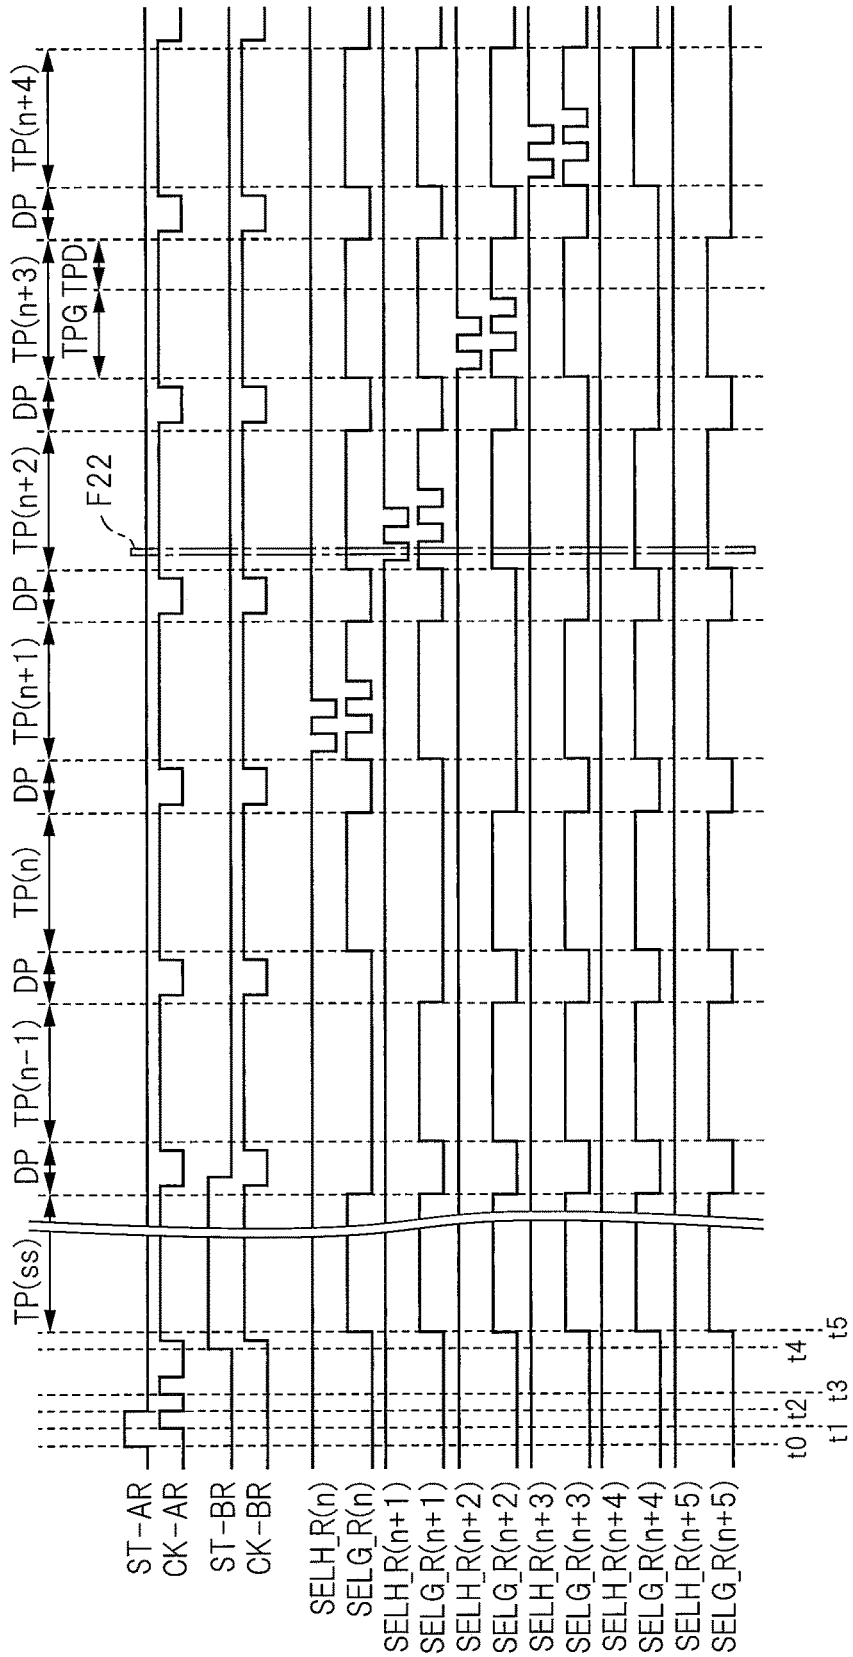 TP(ss) DP TP(n-1) DP TP(n) DP TP(n+1) DP TP(n+2) DP TP(n+3) DP TP(n+4)
TPG TPD
F22
ST-AR
CK-AR
ST-BR
CK-BR
SELH_R(n)
SELG_R(n)
SELH_R(n+1)
SELG_R(n+1)
SELH_R(n+2)
SELG_R(n+2)
SELH_R(n+3)
SELG_R(n+3)
SELH_R(n+4)
SELG_R(n+4)
SELH_R(n+5)
SELG_R(n+5)
t0 t2 t4
t1 t3 t5